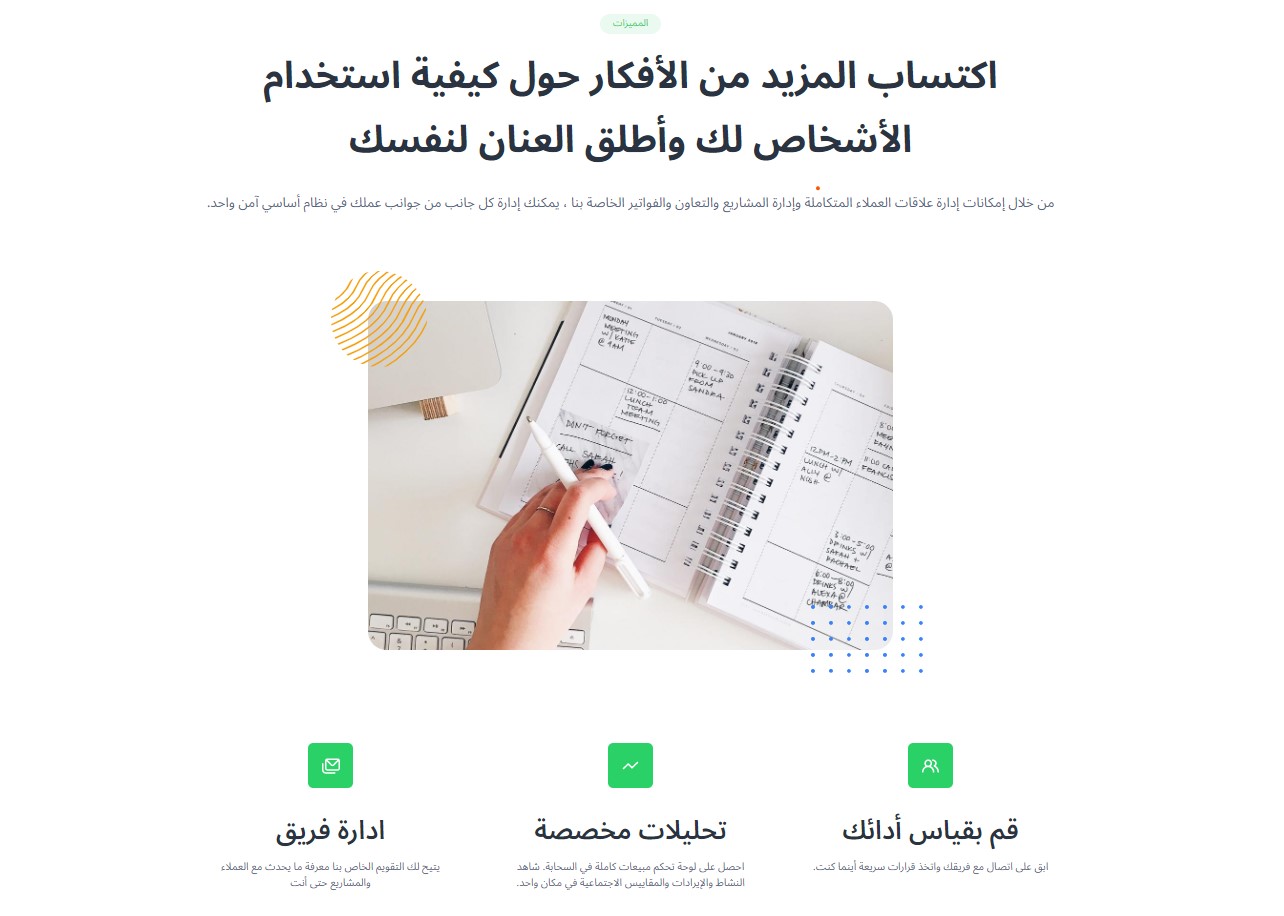 المميزات
اكتساب المزيد من الأفكار حول كيفية استخدام
الأشخاص لك وأطلق العنان لنفسك
من خلال إمكانات إدارة علاقات العملاء المتكاملة وإدارة المشاريع والتعاون والفواتير الخاصة بنا ، يمكنك إدارة كل جانب من جوانب عملك في نظام أساسي آمن واحد.
MONDAY
MEETING
W/ KATIE
@ 9AM
9:00-9:30
PICK UP
FROM
SANDRA
12:00-1:00
LUNCH
TEAM
MEETING
DON'T FORGET
CALL SARAH
12PM-2PM
LUNCH W/
ALLY @
3:00-5:00
DRINKS W/
SARAH +
RACHAEL
6:00-8:00
DRINKS W/
ALEXA @
قم بقياس أدائك
ابق على اتصال مع فريقك واتخذ قرارات سريعة أينما كنت.
تحليلات مخصصة
احصل على لوحة تحكم مبيعات كاملة في السحابة. شاهد
النشاط والإيرادات والمقاييس الاجتماعية في مكان واحد.
ادارة فريق
يتيح لك التقويم الخاص بنا معرفة ما يحدث مع العملاء
والمشاريع حتى أنت